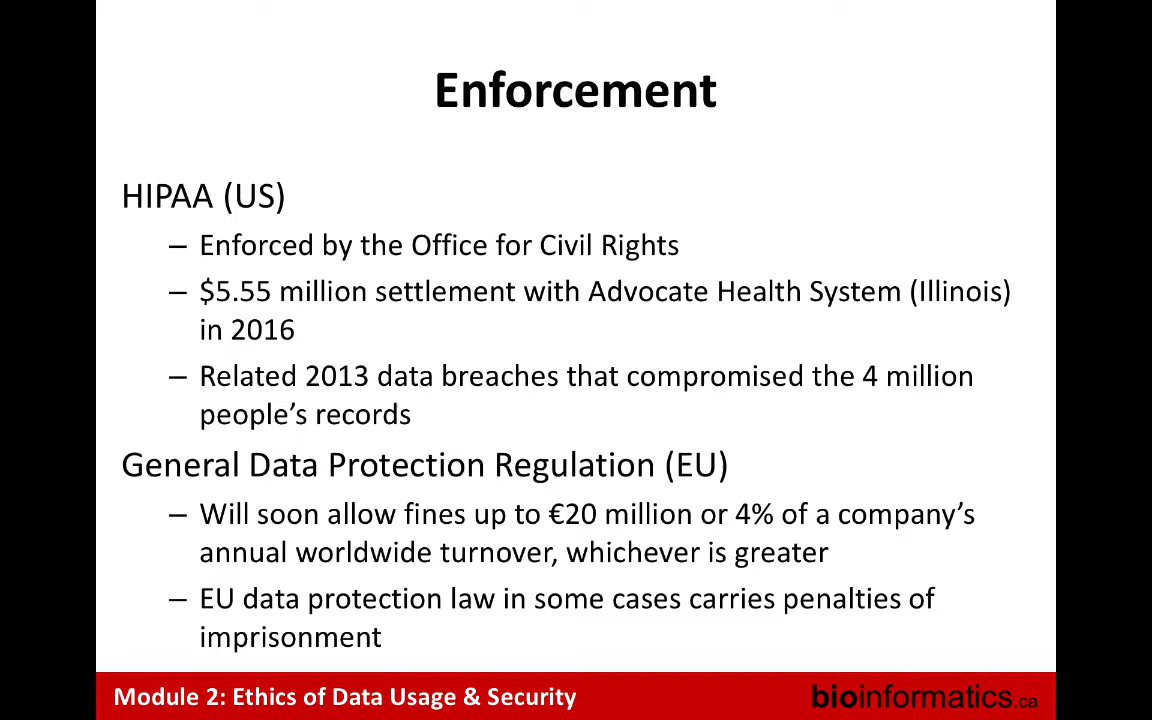 Enforcement
HIPAA (US)
– Enforced by the Office for Civil Rights
– $5.55 million settlement with Advocate Health System (Illinois)
in 2016
– Related 2013 data breaches that compromised the 4 million
people’s records
General Data Protection Regulation (EU)
– Will soon allow fines up to €20 million or 4% of a company’s
annual worldwide turnover, whichever is greater
– EU data protection law in some cases carries penalties of
imprisonment
Module 2: Ethics of Data Usage & Security
bioinformatics.ca